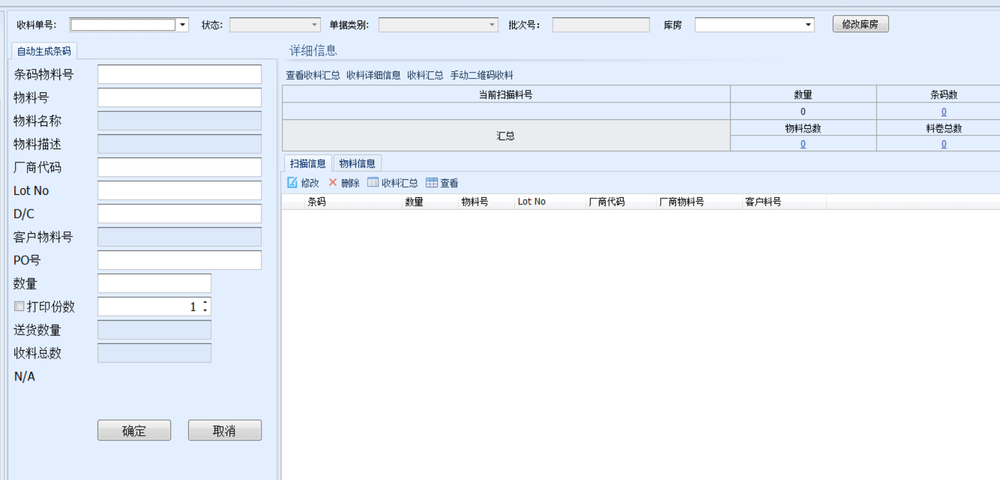 收料单号: 状态: 单据类别: 批次号: 库房 修改库房
自动生成条码
条码物料号
物料号
物料名称
物料描述
厂商代码
Lot No
D/C
客户物料号
PO号
数量
打印份数 1
送货数量
收料总数
N/A
确定 取消
详细信息
查看收料汇总 收料详细信息 收料汇总 手动二维码收料
当前扫描料号 数量 条码数
0 0
汇总 物料总数 料卷总数
0 0
扫描信息 物料信息
修改 删除 收料汇总 查看
条码 数量 物料号 Lot No 厂商代码 厂商物料号 客户料号